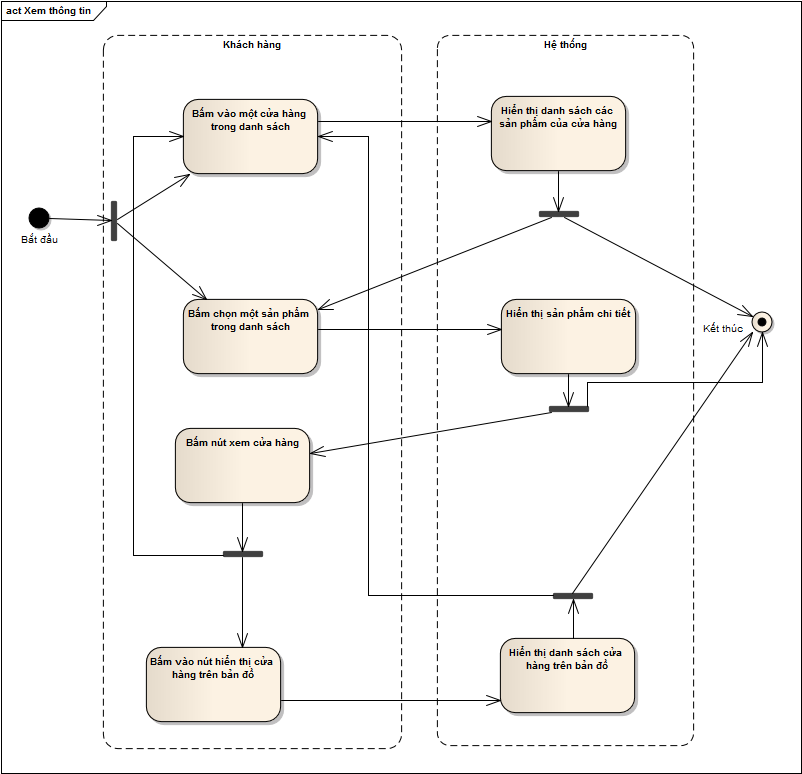 act Xem thông tin
Khách hàng
Hệ thống
Bấm vào một cửa hàng
trong danh sách
Hiển thị danh sách các
sản phẩm của cửa hàng
Bắt đầu
Bấm chọn một sản phẩm
trong danh sách
Hiển thị sản phẩm chi tiết
Kết thúc
Bấm nút xem cửa hàng
Bấm vào nút hiển thị cửa
hàng trên bản đồ
Hiển thị danh sách cửa
hàng trên bản đồ